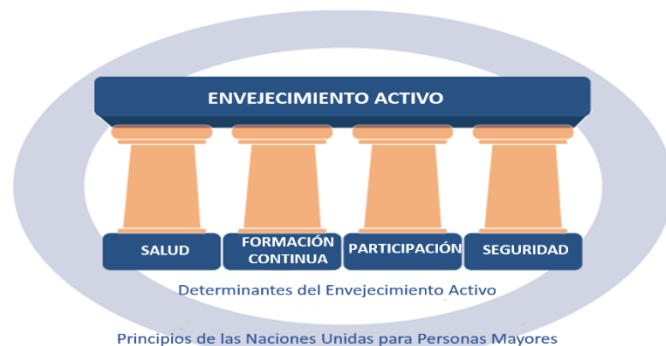 ENVEJECIMIENTO ACTIVO
SALUD
FORMACIÓN
CONTINUA
PARTICIPACIÓN
SEGURIDAD
Determinantes del Envejecimiento Activo
Principios de las Naciones Unidas para Personas Mayores